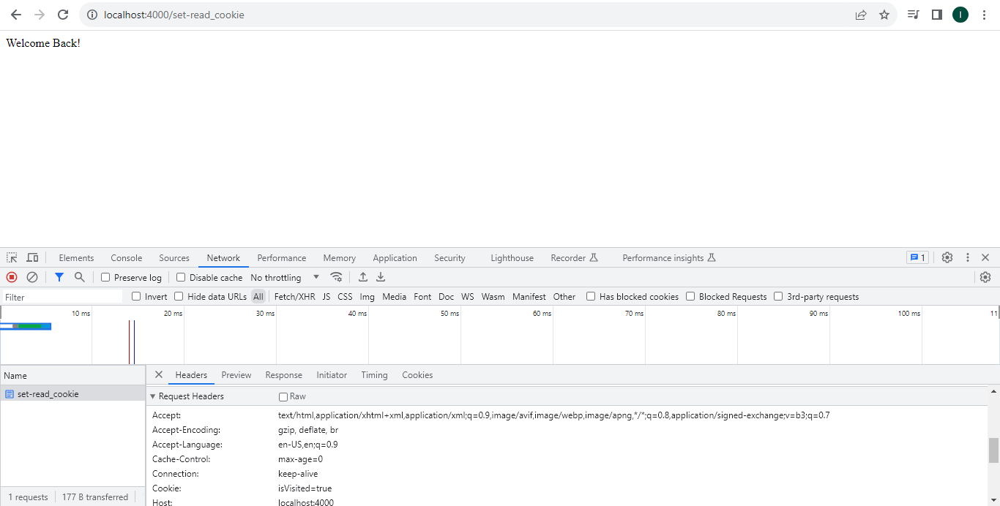 localhost:4000/set-read_cookie
I
Welcome Back!
Elements Console Sources Network Performance Memory Application Security Lighthouse Recorder Performance insights 1
Preserve log Disable cache No throttling
Filter Invert Hide data URLs All Fetch/XHR JS CSS Img Media Font Doc WS Wasm Manifest Other Has blocked cookies Blocked Requests 3rd-party requests
10 ms 20 ms 30 ms 40 ms 50 ms 60 ms 70 ms 80 ms 90 ms 100 ms 11
Name Headers Preview Response Initiator Timing Cookies
set-read_cookie
Request Headers Raw
Accept: text/html,application/xhtml+xml,application/xml;q=0.9,image/avif,image/webp,image/apng,*/*;q=0.8,application/signed-exchange;v=b3;q=0.7
Accept-Encoding: gzip, deflate, br
Accept-Language: en-US,en;q=0.9
Cache-Control: max-age=0
Connection: keep-alive
Cookie: isVisited=true
Host: localhost:4000
1 requests 177 B transferred